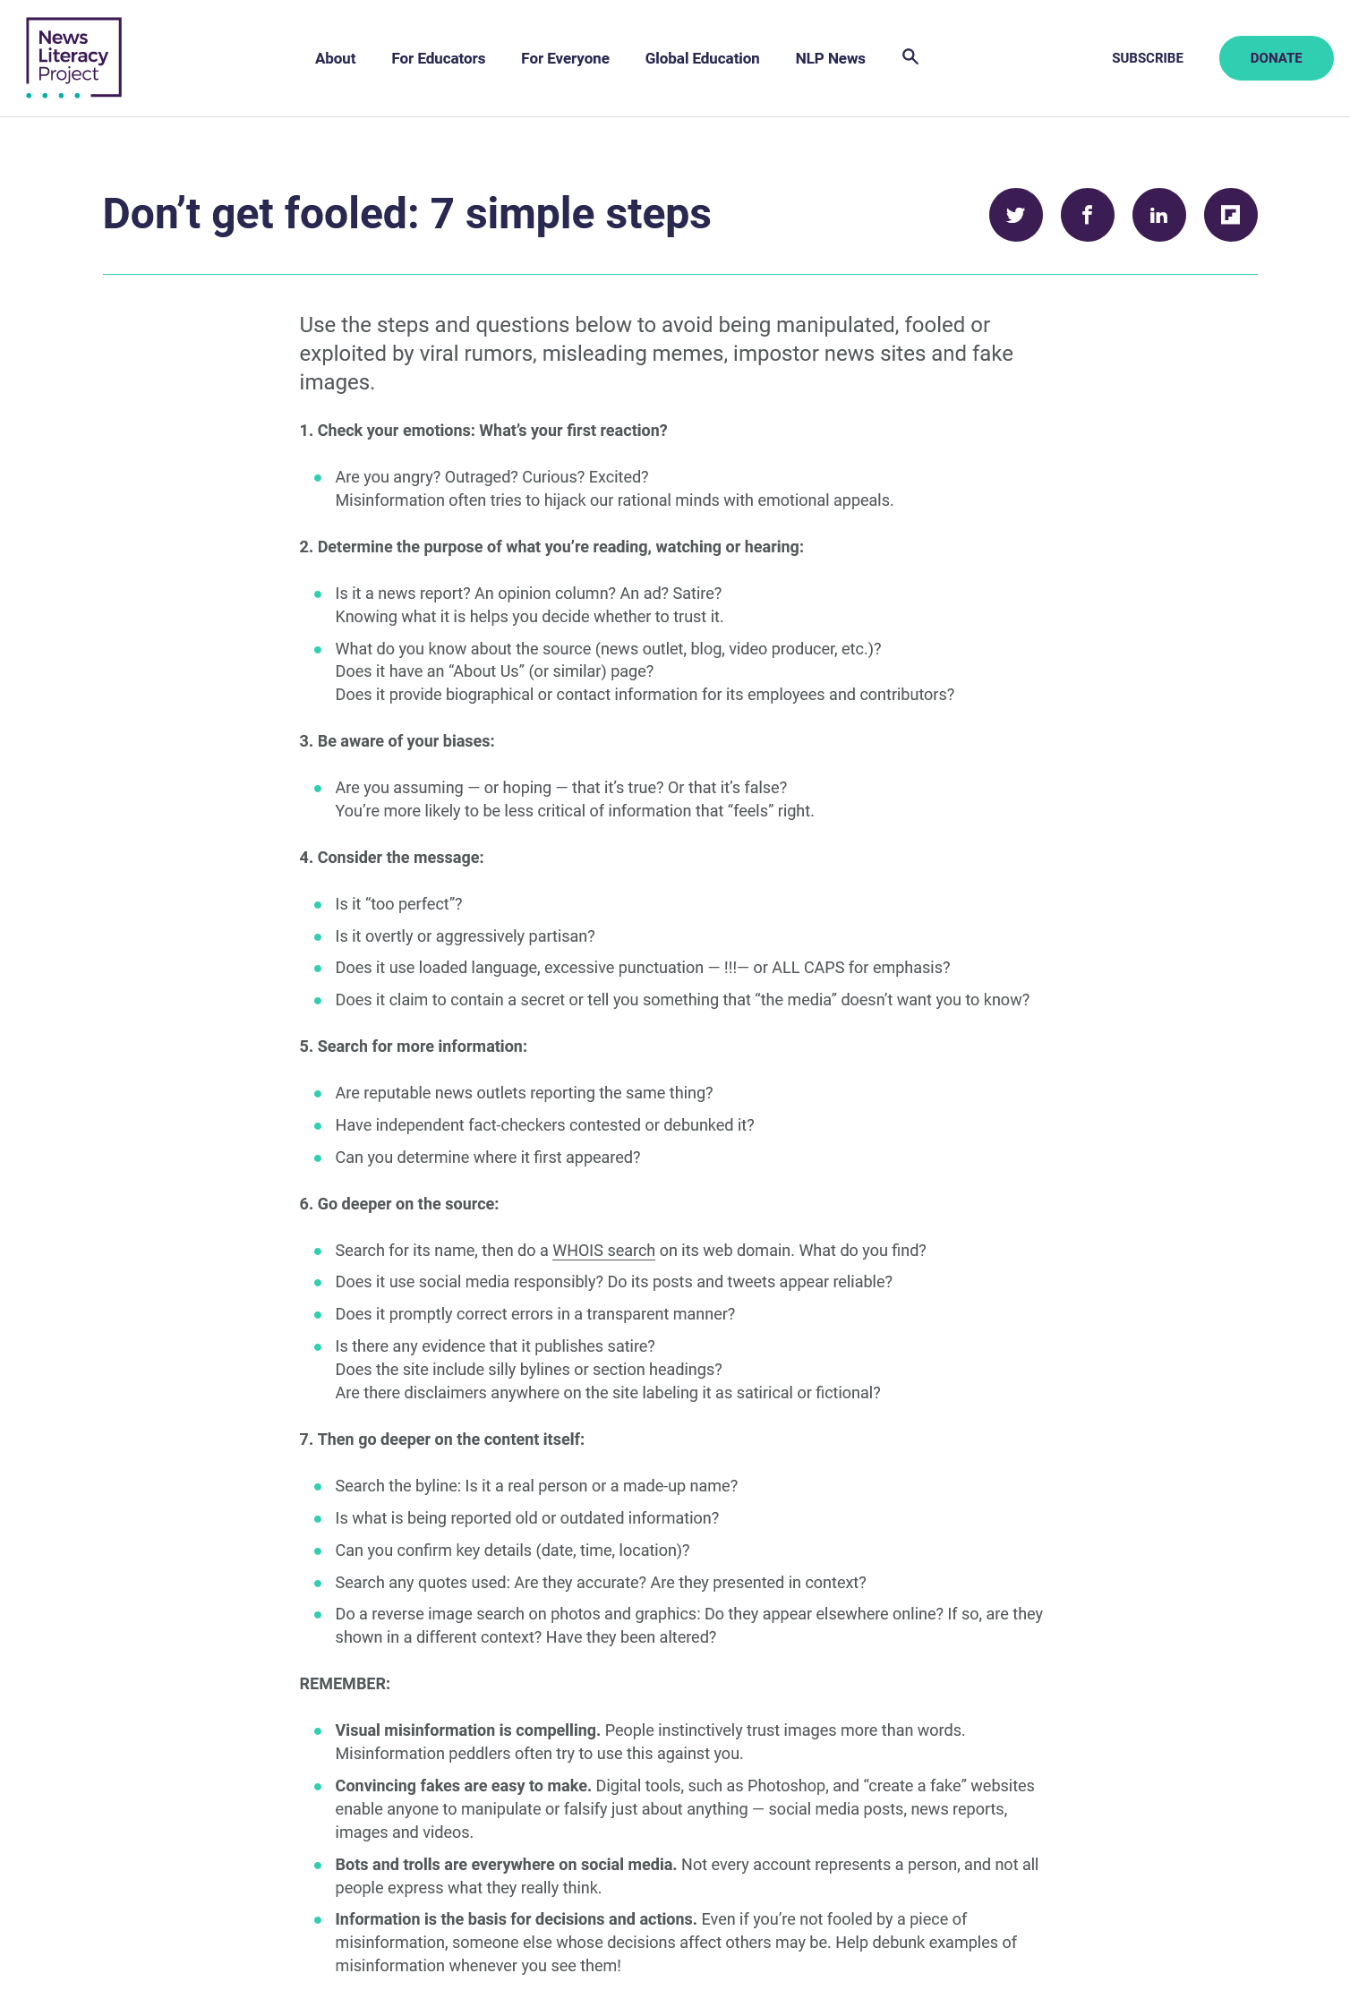 News
Literacy
Project
About
For Educators
For Everyone
Global Education
NLP News
SUBSCRIBE
DONATE
Don’t get fooled: 7 simple steps
Use the steps and questions below to avoid being manipulated, fooled or
exploited by viral rumors, misleading memes, impostor news sites and fake
images.
1. Check your emotions: What’s your first reaction?
Are you angry? Outraged? Curious? Excited?
Misinformation often tries to hijack our rational minds with emotional appeals.
2. Determine the purpose of what you’re reading, watching or hearing:
Is it a news report? An opinion column? An ad? Satire?
Knowing what it is helps you decide whether to trust it.
What do you know about the source (news outlet, blog, video producer, etc.)?
Does it have an “About Us” (or similar) page?
Does it provide biographical or contact information for its employees and contributors?
3. Be aware of your biases:
Are you assuming — or hoping — that it’s true? Or that it’s false?
You’re more likely to be less critical of information that “feels” right.
4. Consider the message:
Is it “too perfect”?
Is it overtly or aggressively partisan?
Does it use loaded language, excessive punctuation — !!!— or ALL CAPS for emphasis?
Does it claim to contain a secret or tell you something that “the media” doesn’t want you to know?
5. Search for more information:
Are reputable news outlets reporting the same thing?
Have independent fact-checkers contested or debunked it?
Can you determine where it first appeared?
6. Go deeper on the source:
Search for its name, then do a WHOIS search on its web domain. What do you find?
Does it use social media responsibly? Do its posts and tweets appear reliable?
Does it promptly correct errors in a transparent manner?
Is there any evidence that it publishes satire?
Does the site include silly bylines or section headings?
Are there disclaimers anywhere on the site labeling it as satirical or fictional?
7. Then go deeper on the content itself:
Search the byline: Is it a real person or a made-up name?
Is what is being reported old or outdated information?
Can you confirm key details (date, time, location)?
Search any quotes used: Are they accurate? Are they presented in context?
Do a reverse image search on photos and graphics: Do they appear elsewhere online? If so, are they
shown in a different context? Have they been altered?
REMEMBER:
Visual misinformation is compelling. People instinctively trust images more than words.
Misinformation peddlers often try to use this against you.
Convincing fakes are easy to make. Digital tools, such as Photoshop, and “create a fake” websites
enable anyone to manipulate or falsify just about anything — social media posts, news reports,
images and videos.
Bots and trolls are everywhere on social media. Not every account represents a person, and not all
people express what they really think.
Information is the basis for decisions and actions. Even if you’re not fooled by a piece of
misinformation, someone else whose decisions affect others may be. Help debunk examples of
misinformation whenever you see them!